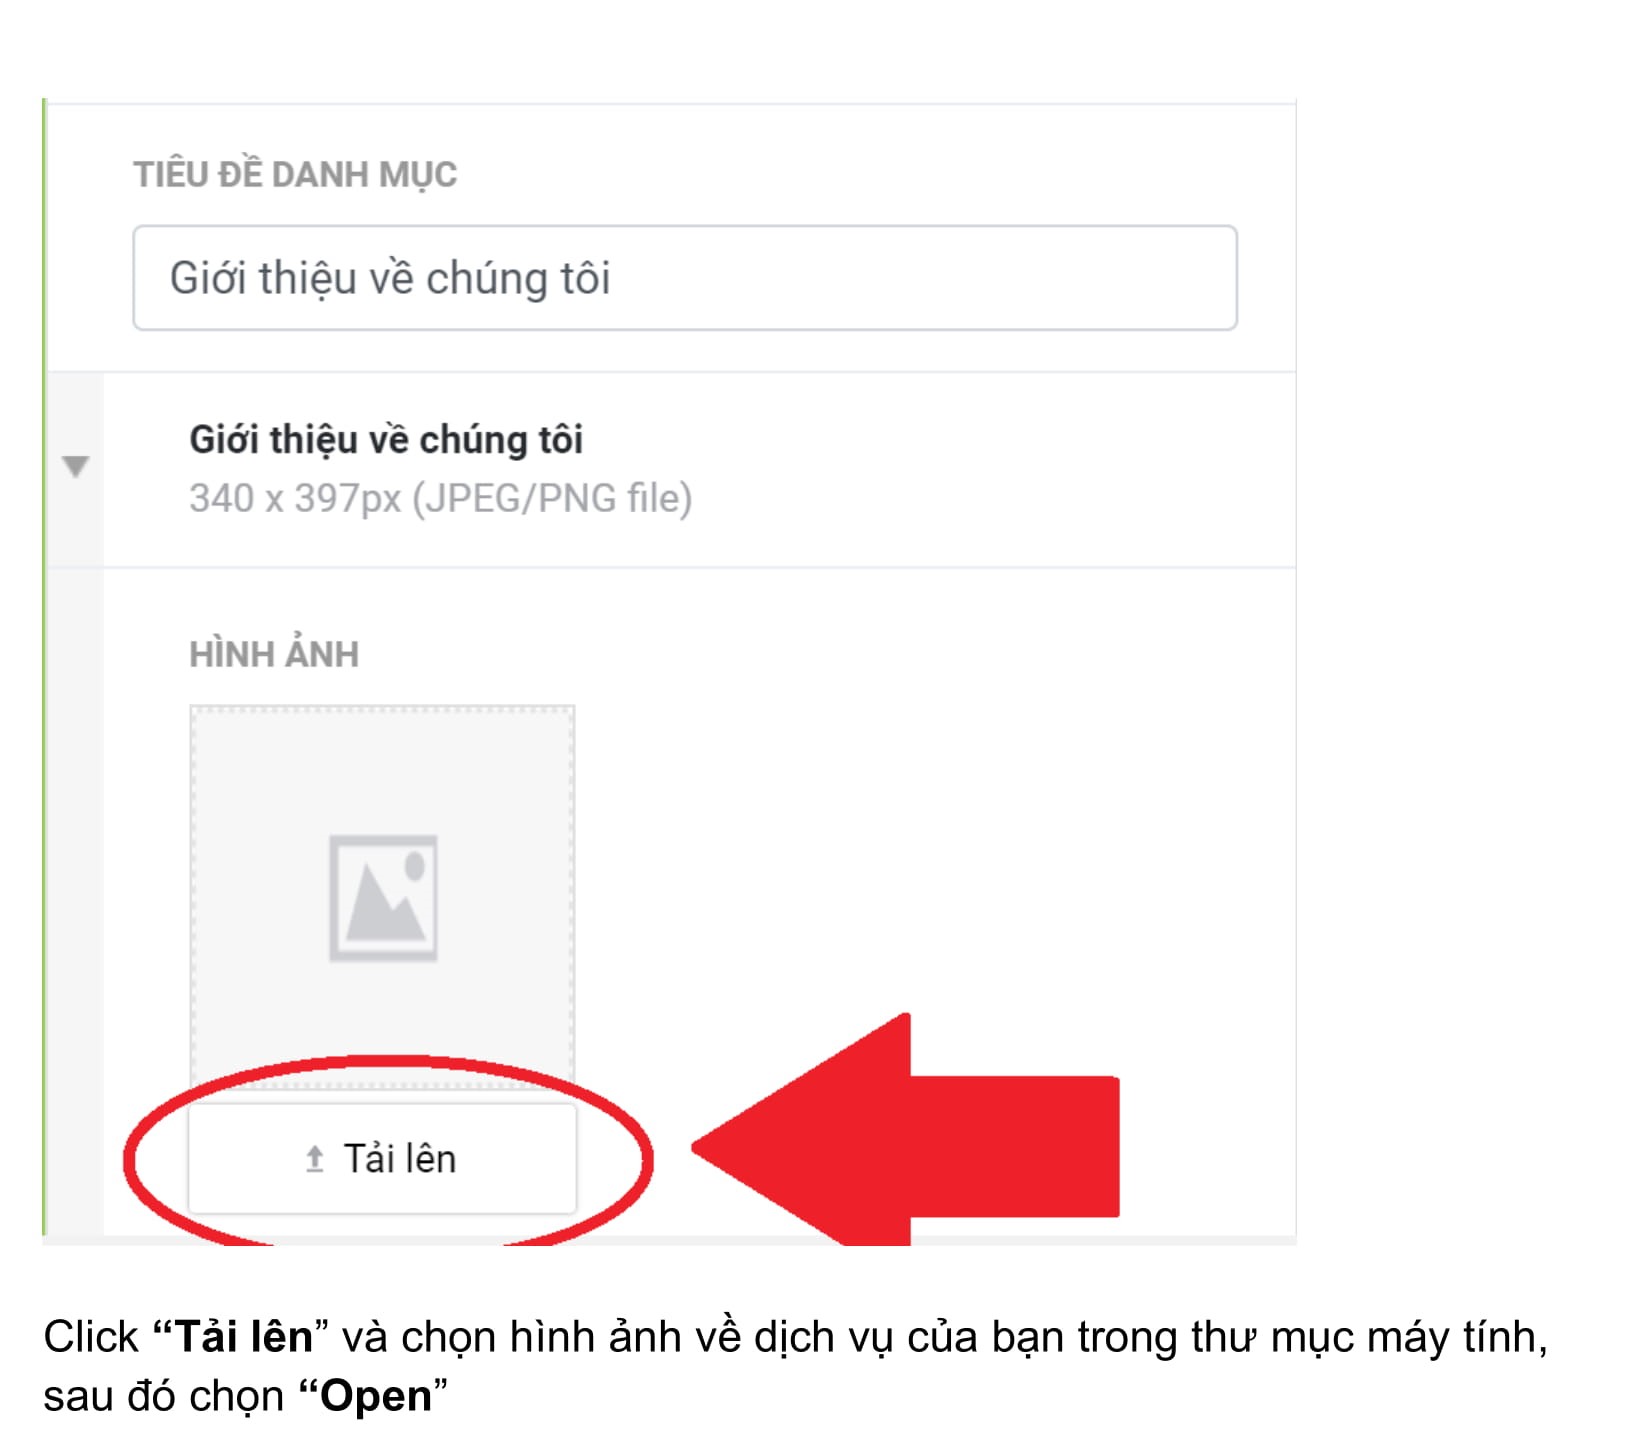 TIÊU ĐỀ DANH MỤC
Giới thiệu về chúng tôi
Giới thiệu về chúng tôi
340 x 397px (JPEG/PNG file)
HÌNH ẢNH
Tải lên
Click “Tải lên” và chọn hình ảnh về dịch vụ của bạn trong thư mục máy tính,
sau đó chọn “Open”